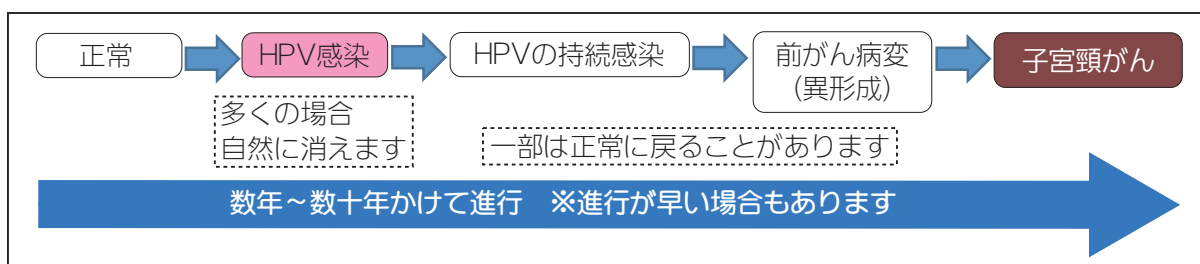 正常
HPV感染
HPVの持続感染
前がん病変
(異形成)
子宮頸がん
多くの場合
自然に消えます
一部は正常に戻ることがあります
数年～数十年かけて進行　※進行が早い場合もあります